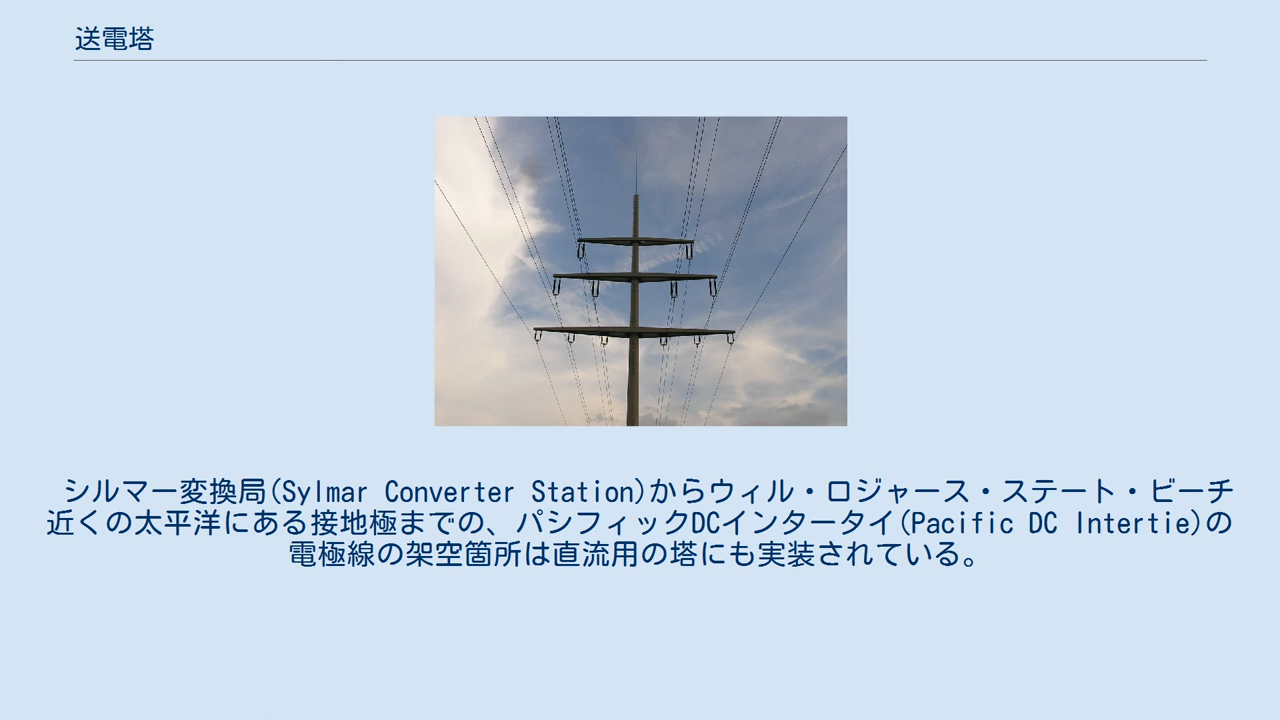 送電塔
シルマー変換局(Sylmar Converter Station)からウィル・ロジャース・ステート・ビーチ
近くの太平洋にある接地極までの、パシフィックDCインタータイ(Pacific DC Intertie)の
電極線の架空箇所は直流用の塔にも実装されている。